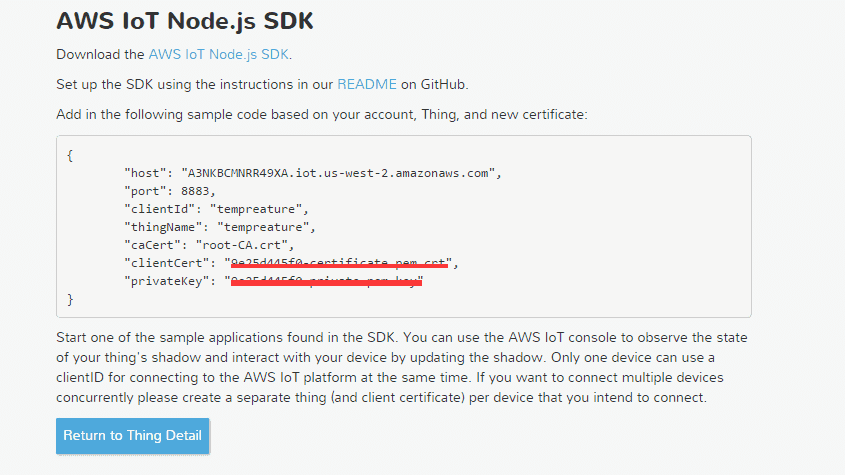 AWS IoT Node.js SDK
Download the AWS IoT Node.js SDK.
Set up the SDK using the instructions in our README on GitHub.
Add in the following sample code based on your account, Thing, and new certificate:
{
"host": "A3NKBCMNRR49XA.iot.us-west-2.amazonaws.com",
"port": 8883,
"clientId": "tempreature",
"thingName": "tempreature",
"caCert": "root-CA.crt",
"clientCert": "",
"privateKey": ""
}
Start one of the sample applications found in the SDK. You can use the AWS IoT console to observe the state
of your thing's shadow and interact with your device by updating the shadow. Only one device can use a
clientID for connecting to the AWS IoT platform at the same time. If you want to connect multiple devices
concurrently please create a separate thing (and client certificate) per device that you intend to connect.
Return to Thing Detail